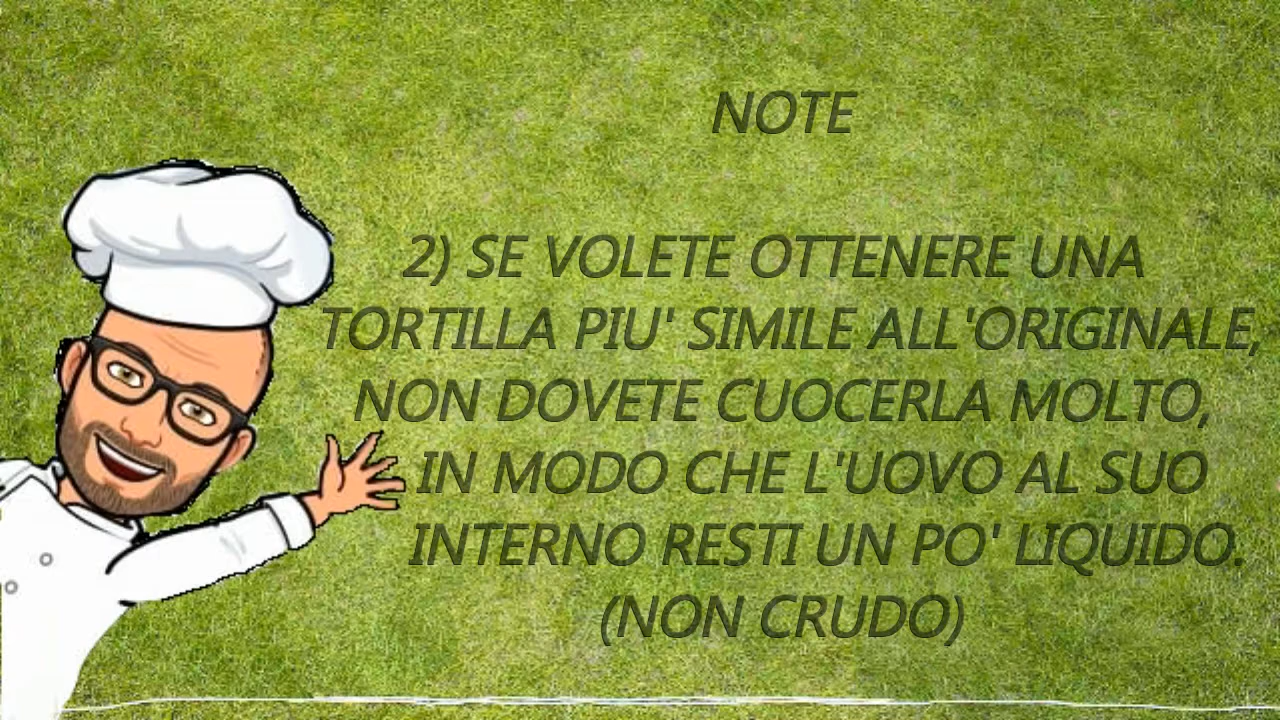 NOTE
2) SE VOLETE OTTENERE UNA
TORTILLA PIU' SIMILE ALL'ORIGINALE,
NON DOVETE CUOCERLA MOLTO,
IN MODO CHE L'UOVO AL SUO
INTERNO RESTI UN PO' LIQUIDO.
(NON CRUDO)